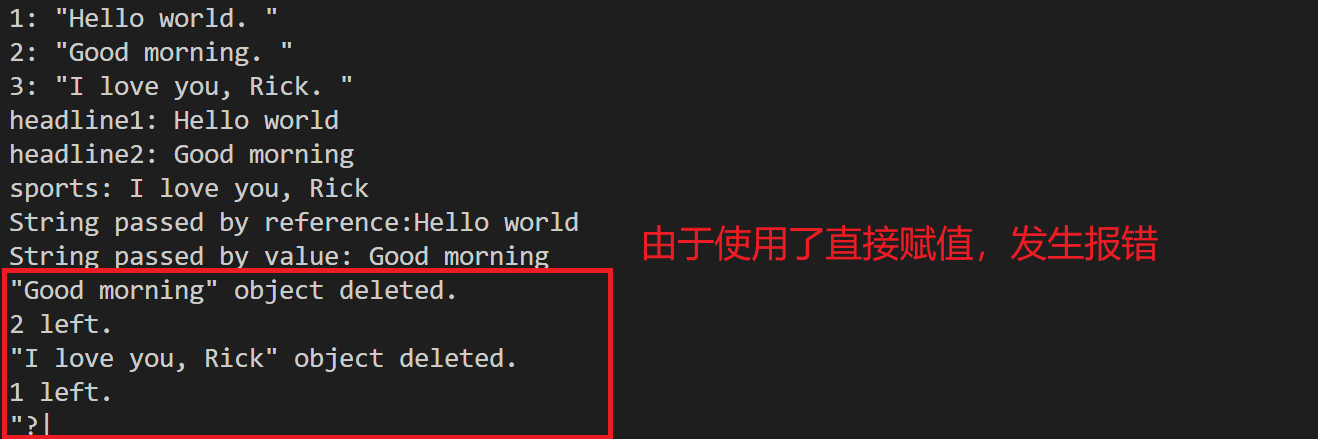 1: "Hello world. "
2: "Good morning. "
3: "I love you, Rick. "
headline1: Hello world
headline2: Good morning
sports: I love you, Rick
String passed by reference:Hello world
String passed by value: Good morning
由于使用了直接赋值，发生报错
"Good morning" object deleted.
2 left.
"I love you, Rick" object deleted.
1 left.
"?|